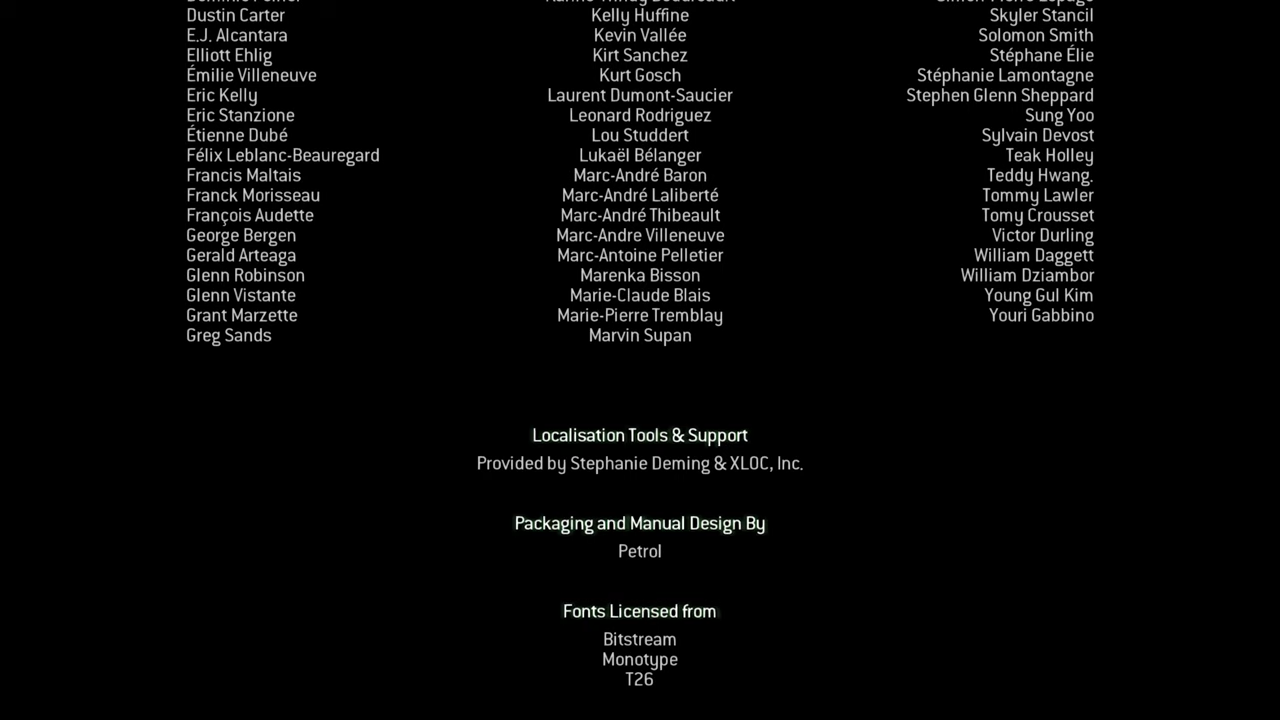 Dustin Carter
E.J. Alcantara
Elliott Ehlig
Émilie Villeneuve
Eric Kelly
Eric Stanzione
Étienne Dubé
Félix Leblanc-Beauregard
Francis Maltais
Franck Morisseau
François Audette
George Bergen
Gerald Arteaga
Glenn Robinson
Glenn Vistante
Grant Marzette
Greg Sands
Kelly Huffine
Kevin Vallée
Kirt Sanchez
Kurt Gosch
Laurent Dumont-Saucier
Leonard Rodriguez
Lou Studdert
Lukaël Bélanger
Marc-André Baron
Marc-André Laliberté
Marc-André Thibeault
Marc-Andre Villeneuve
Marc-Antoine Pelletier
Marenka Bisson
Marie-Claude Blais
Marie-Pierre Tremblay
Marvin Supan
Skyler Stancil
Solomon Smith
Stéphane Élie
Stéphanie Lamontagne
Stephen Glenn Sheppard
Sung Yoo
Sylvain Devost
Teak Holley
Teddy Hwang.
Tommy Lawler
Tomy Crousset
Victor Durling
William Daggett
William Dziambor
Young Gul Kim
Youri Gabbino
Localisation Tools & Support
Provided by Stephanie Deming & XLOC, Inc.
Packaging and Manual Design By
Petrol
Fonts Licensed from
Bitstream
Monotype
T26